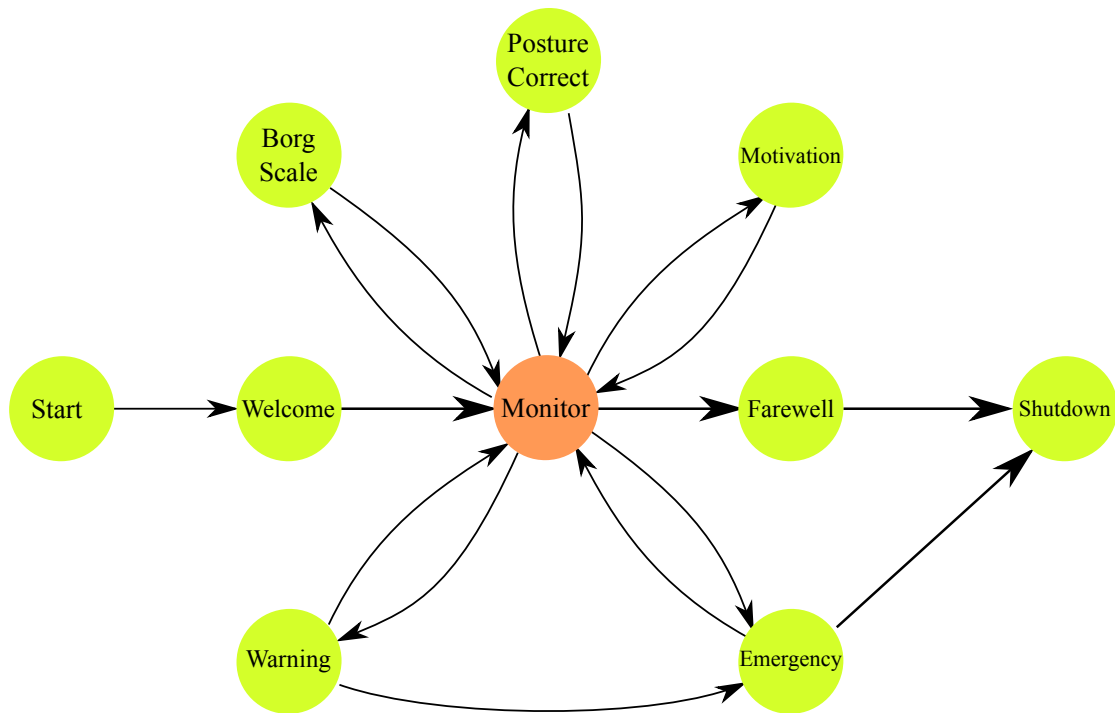 Posture
Correct
Borg
Scale
Motivation
Start
Welcome
Monitor
Farewell
Shutdown
Warning
Emergency